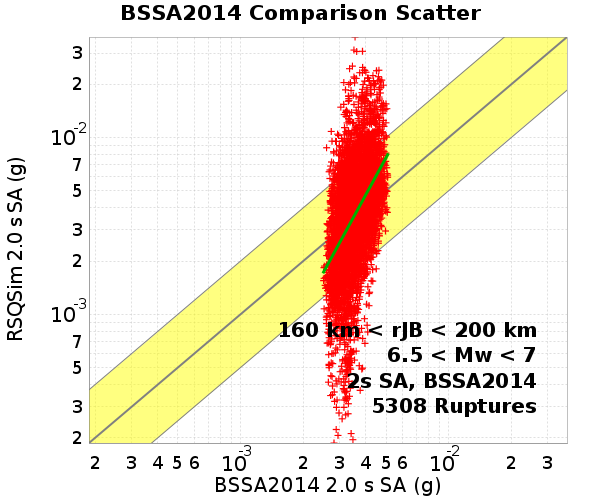 BSSA2014 Comparison Scatter
RSQSim 2.0 s SA (g)
3
2
10-2
7
5
3
2
10-3
7
5
3
2
160 km < rJB < 200 km
6.5 < Mw < 7
2s SA, BSSA2014
5308 Ruptures
2 3 4 5 6 10-3 2 3 4 5 6 10-2 2 3
BSSA2014 2.0 s SA (g)